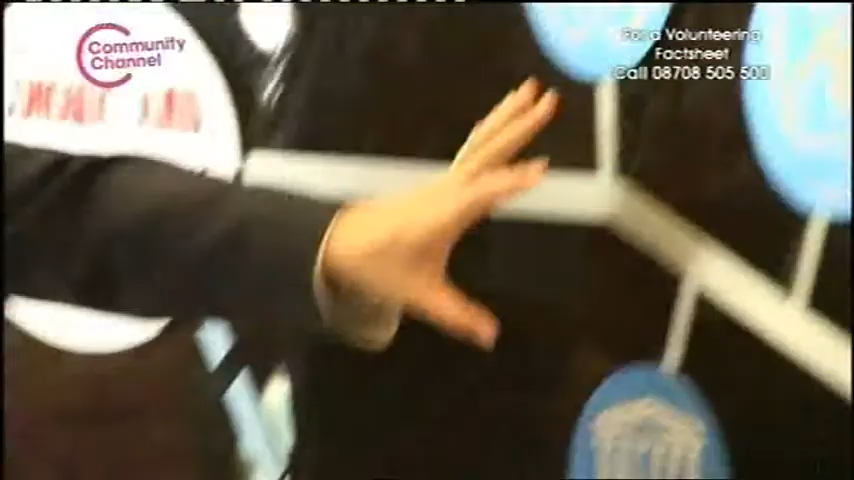 Community
Channel
For a Volunteering
Factsheet
Call 08708 505 500